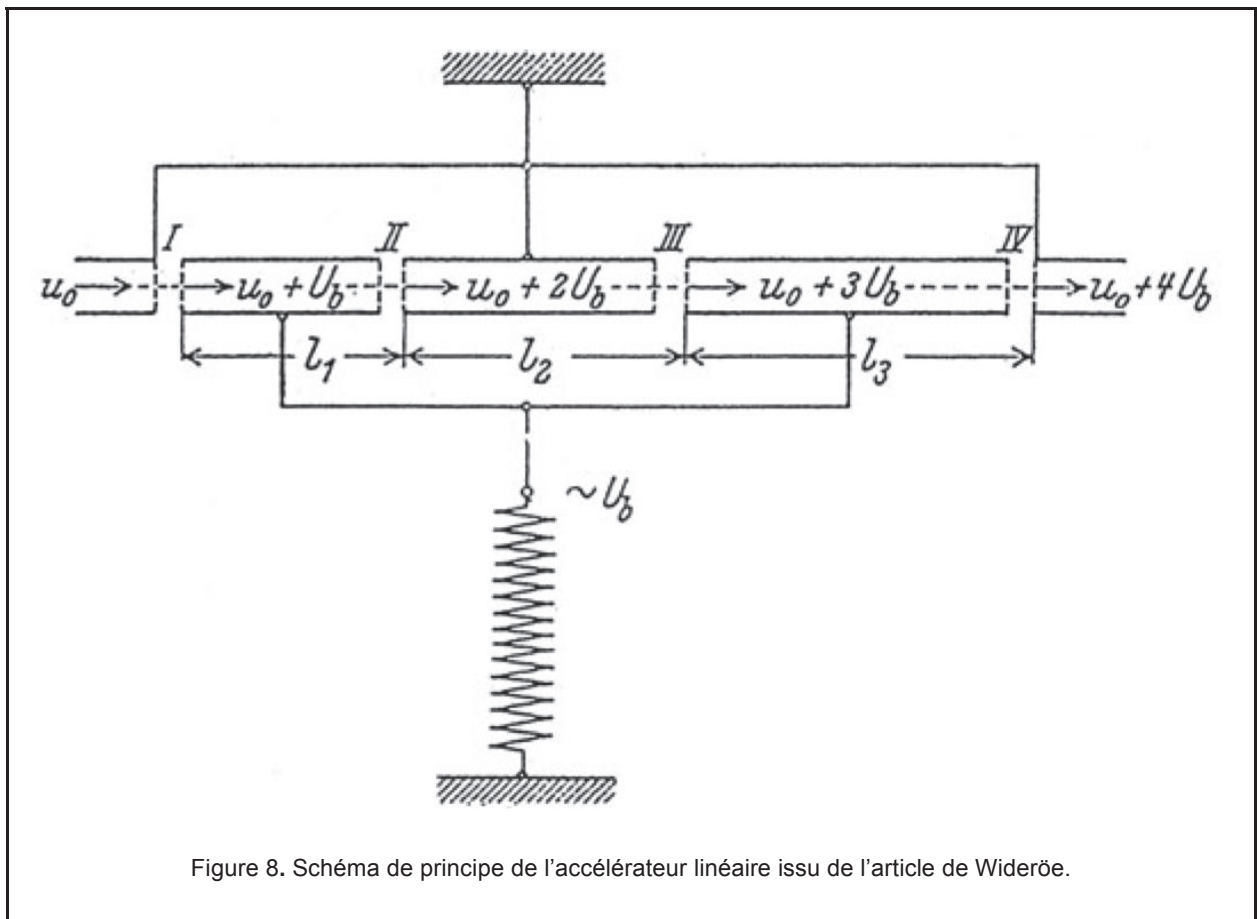 I II III IV
u₀ u₀ + U_b u₀ + 2U_b u₀ + 3U_b u₀ + 4U_b
l₁ l₂ l₃
~ U_b
Figure 8. Schéma de principe de l’accélérateur linéaire issu de l’article de Wideröe.